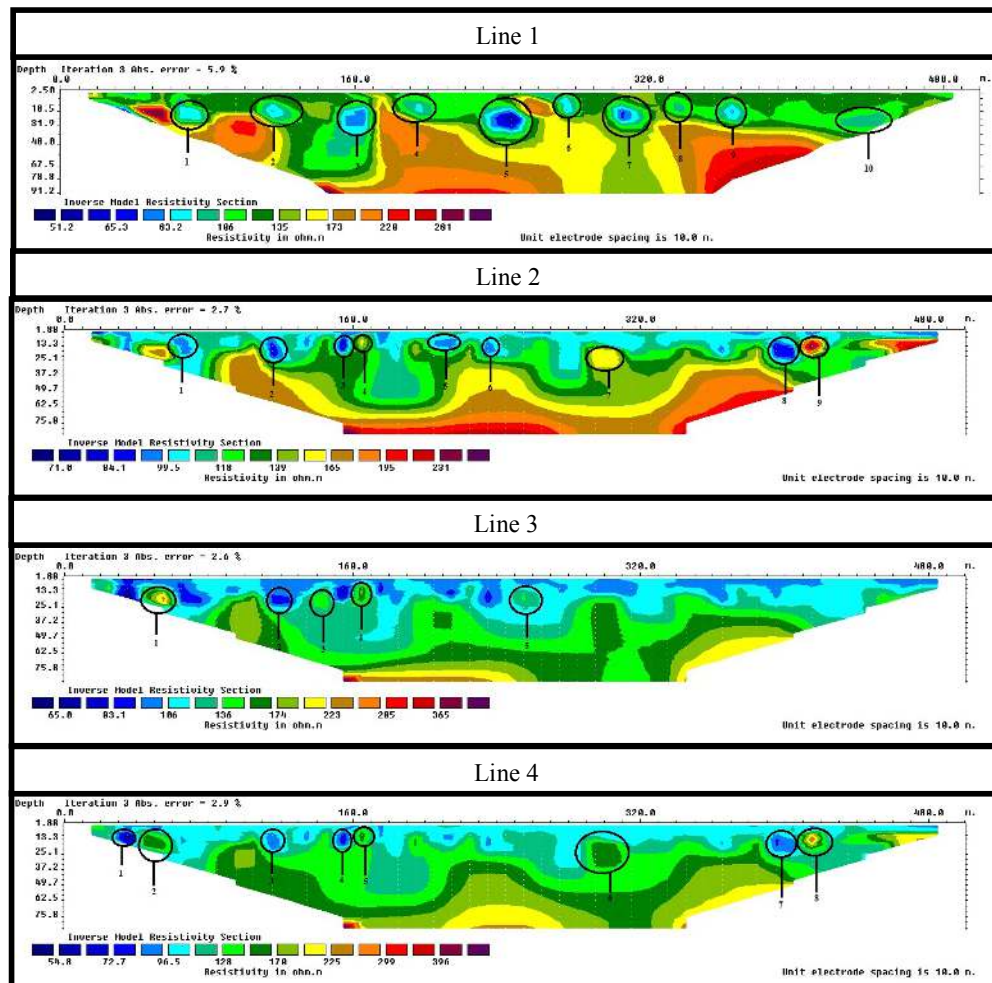 Line 1
Depth Iteration 3 Abs. error = 5.9 %
0.0 160.0 320.0 480.0 m.
2.50
18.5
31.9
48.0
67.5
78.8
91.2
1 2 3 4 5 6 7 8 9 10
Inverse Model Resistivity Section
51.2 65.3 83.2 106 135 173 220 281
Resistivity in ohm.m Unit electrode spacing is 10.0 m.
Line 2
Depth Iteration 3 Abs. error = 2.7 %
0.0 160.0 320.0 480.0 m.
1.88
13.3
25.1
37.2
49.7
62.5
75.8
1 2 3 4 5 6 7 8 9
Inverse Model Resistivity Section
71.0 84.1 99.5 118 139 165 195 231
Resistivity in ohm.m Unit electrode spacing is 10.0 m.
Line 3
Depth Iteration 3 Abs. error = 2.6 %
0.0 160.0 320.0 480.0 m.
1.88
13.3
25.1
37.2
49.7
62.5
75.8
1 2 3 4 5
Inverse Model Resistivity Section
65.0 83.1 106 136 174 223 285 365
Resistivity in ohm.m Unit electrode spacing is 10.0 m.
Line 4
Depth Iteration 3 Abs. error = 2.9 %
0.0 160.0 320.0 480.0 m.
1.88
13.3
25.1
37.2
49.7
62.5
75.8
1 2 3 4 5 6 7 8
Inverse Model Resistivity Section
54.8 72.7 96.5 128 170 225 299 396
Resistivity in ohm.m Unit electrode spacing is 10.0 m.